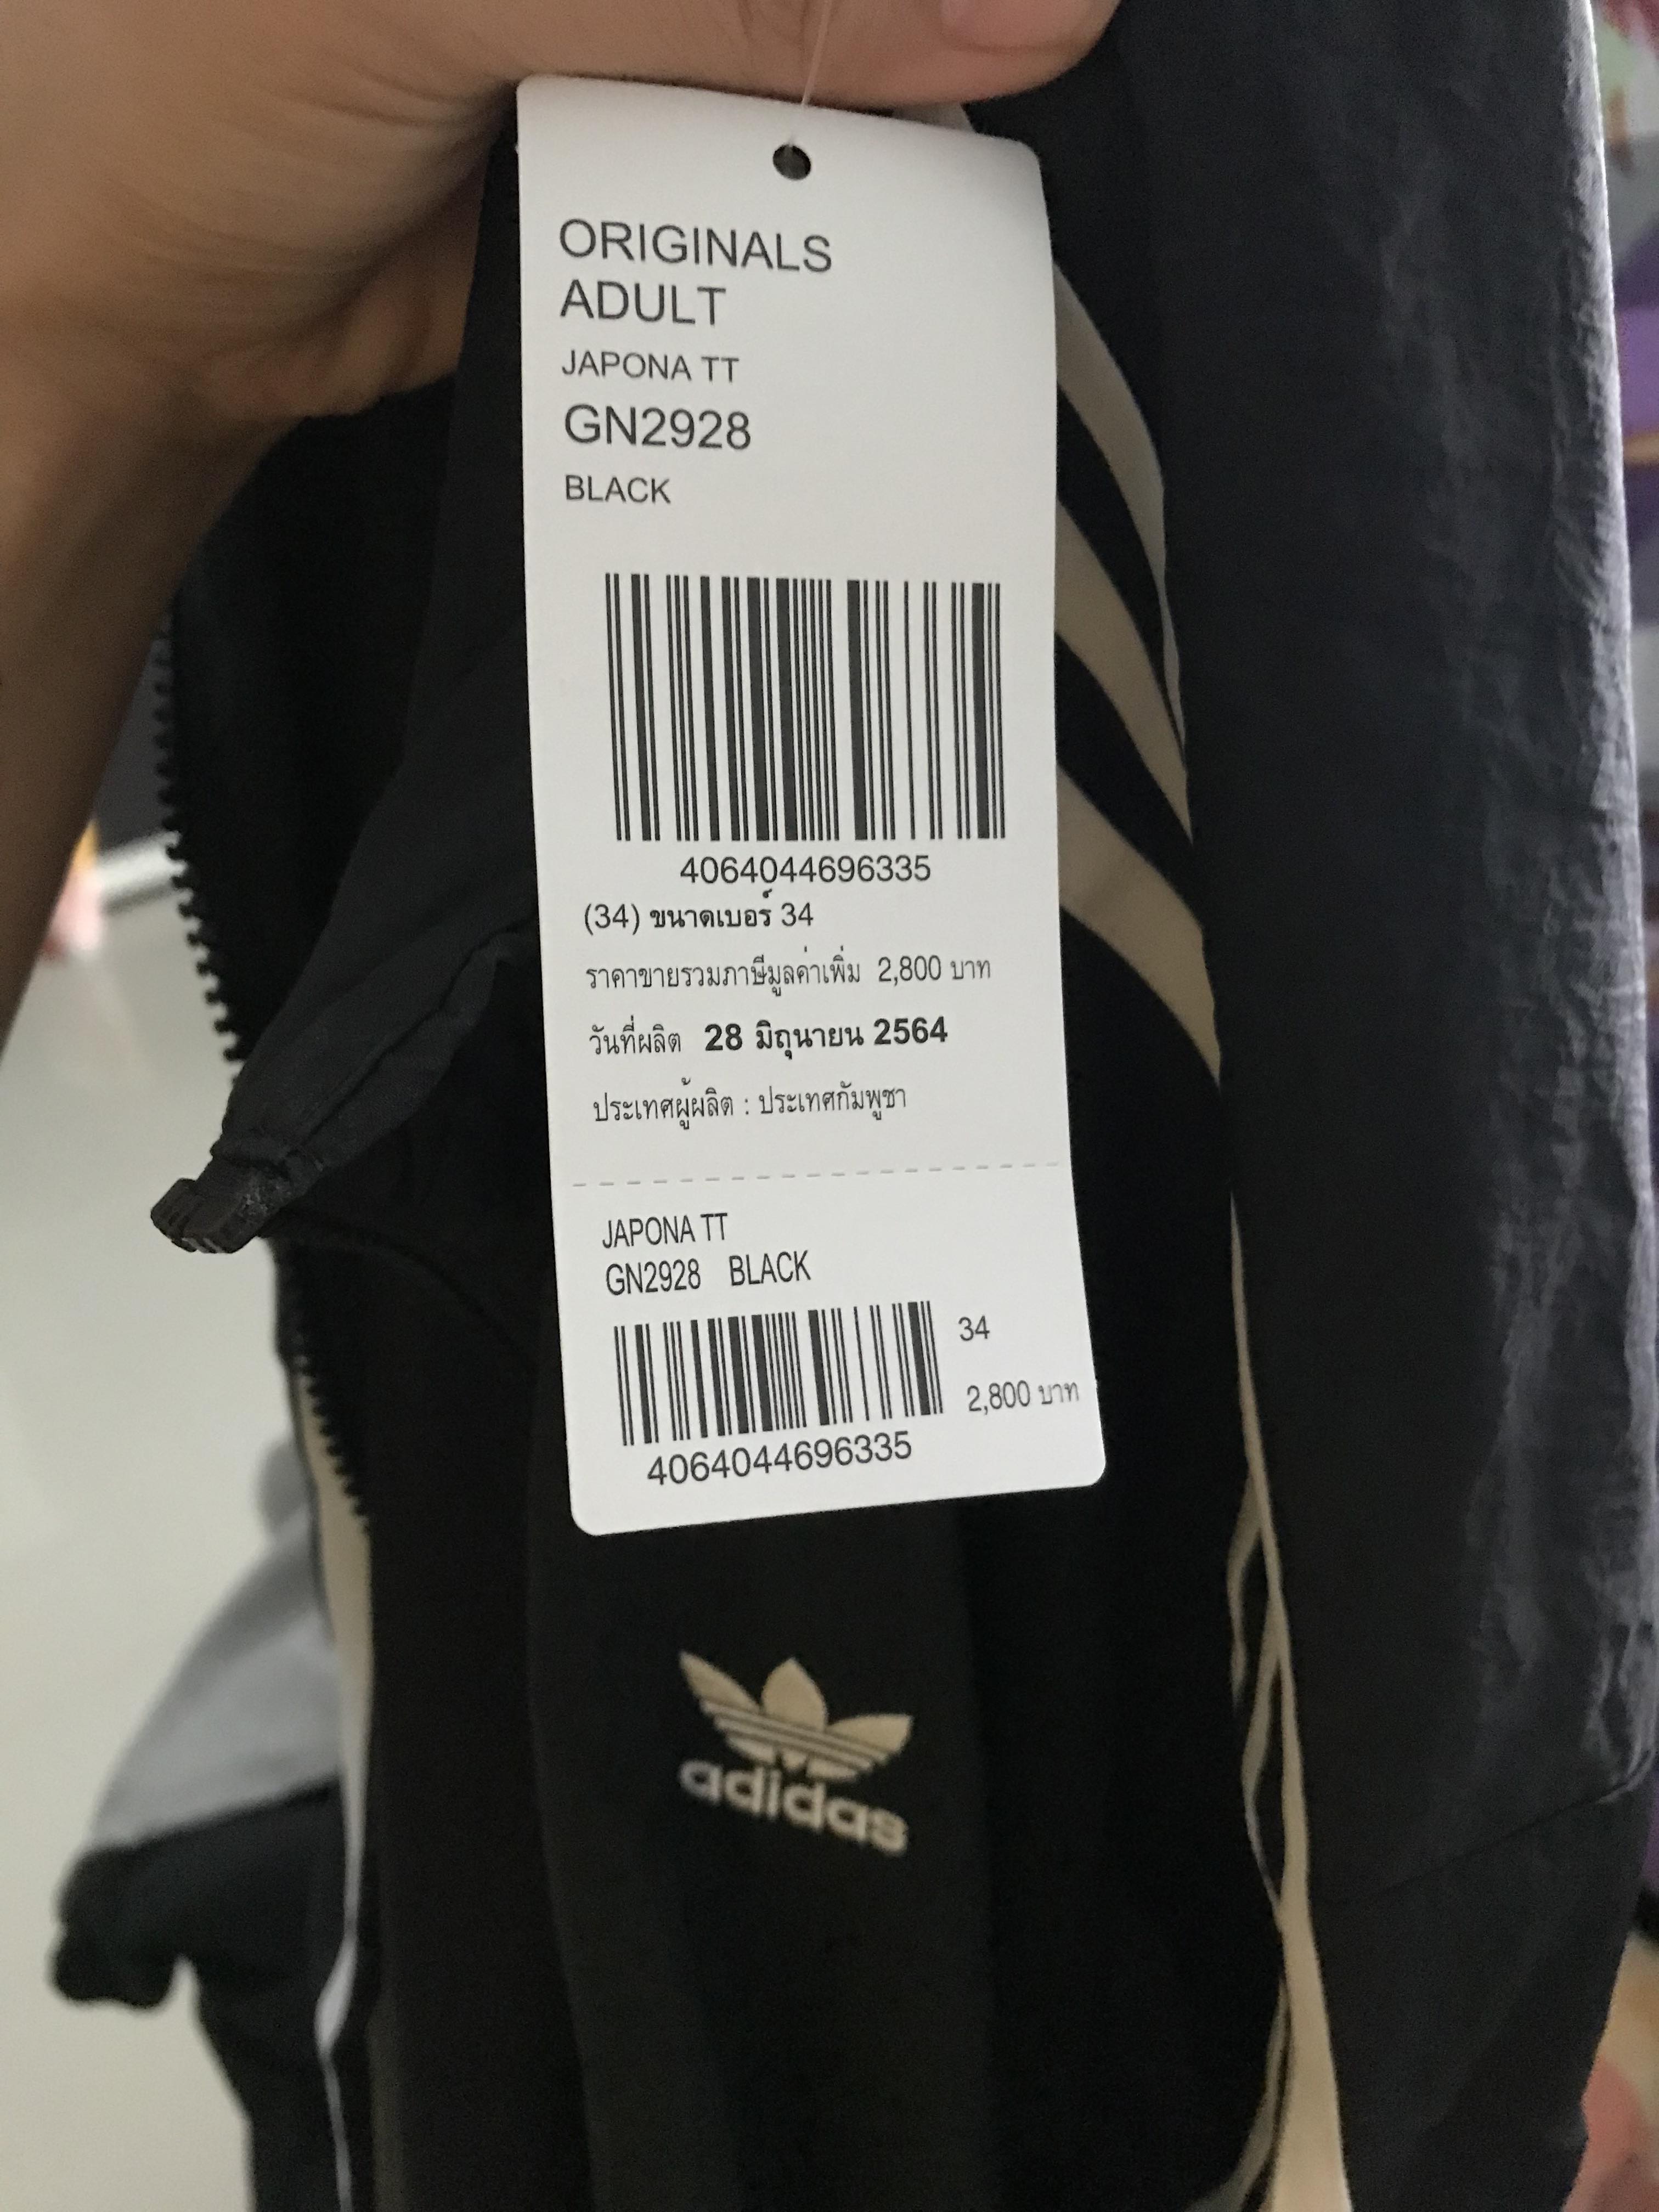 ORIGINALS
ADULT
JAPONA TT
GN2928
BLACK
4064044696335
(34) ขนาดเบอร์ 34
ราคาขายรวมภาษีมูลค่าเพิ่ม 2,800 บาท
วันที่ผลิต 28 มิถุนายน 2564
ประเทศผู้ผลิต : ประเทศกัมพูชา
JAPONA TT
GN2928 BLACK
34
2,800 บาท
4064044696335
adidas